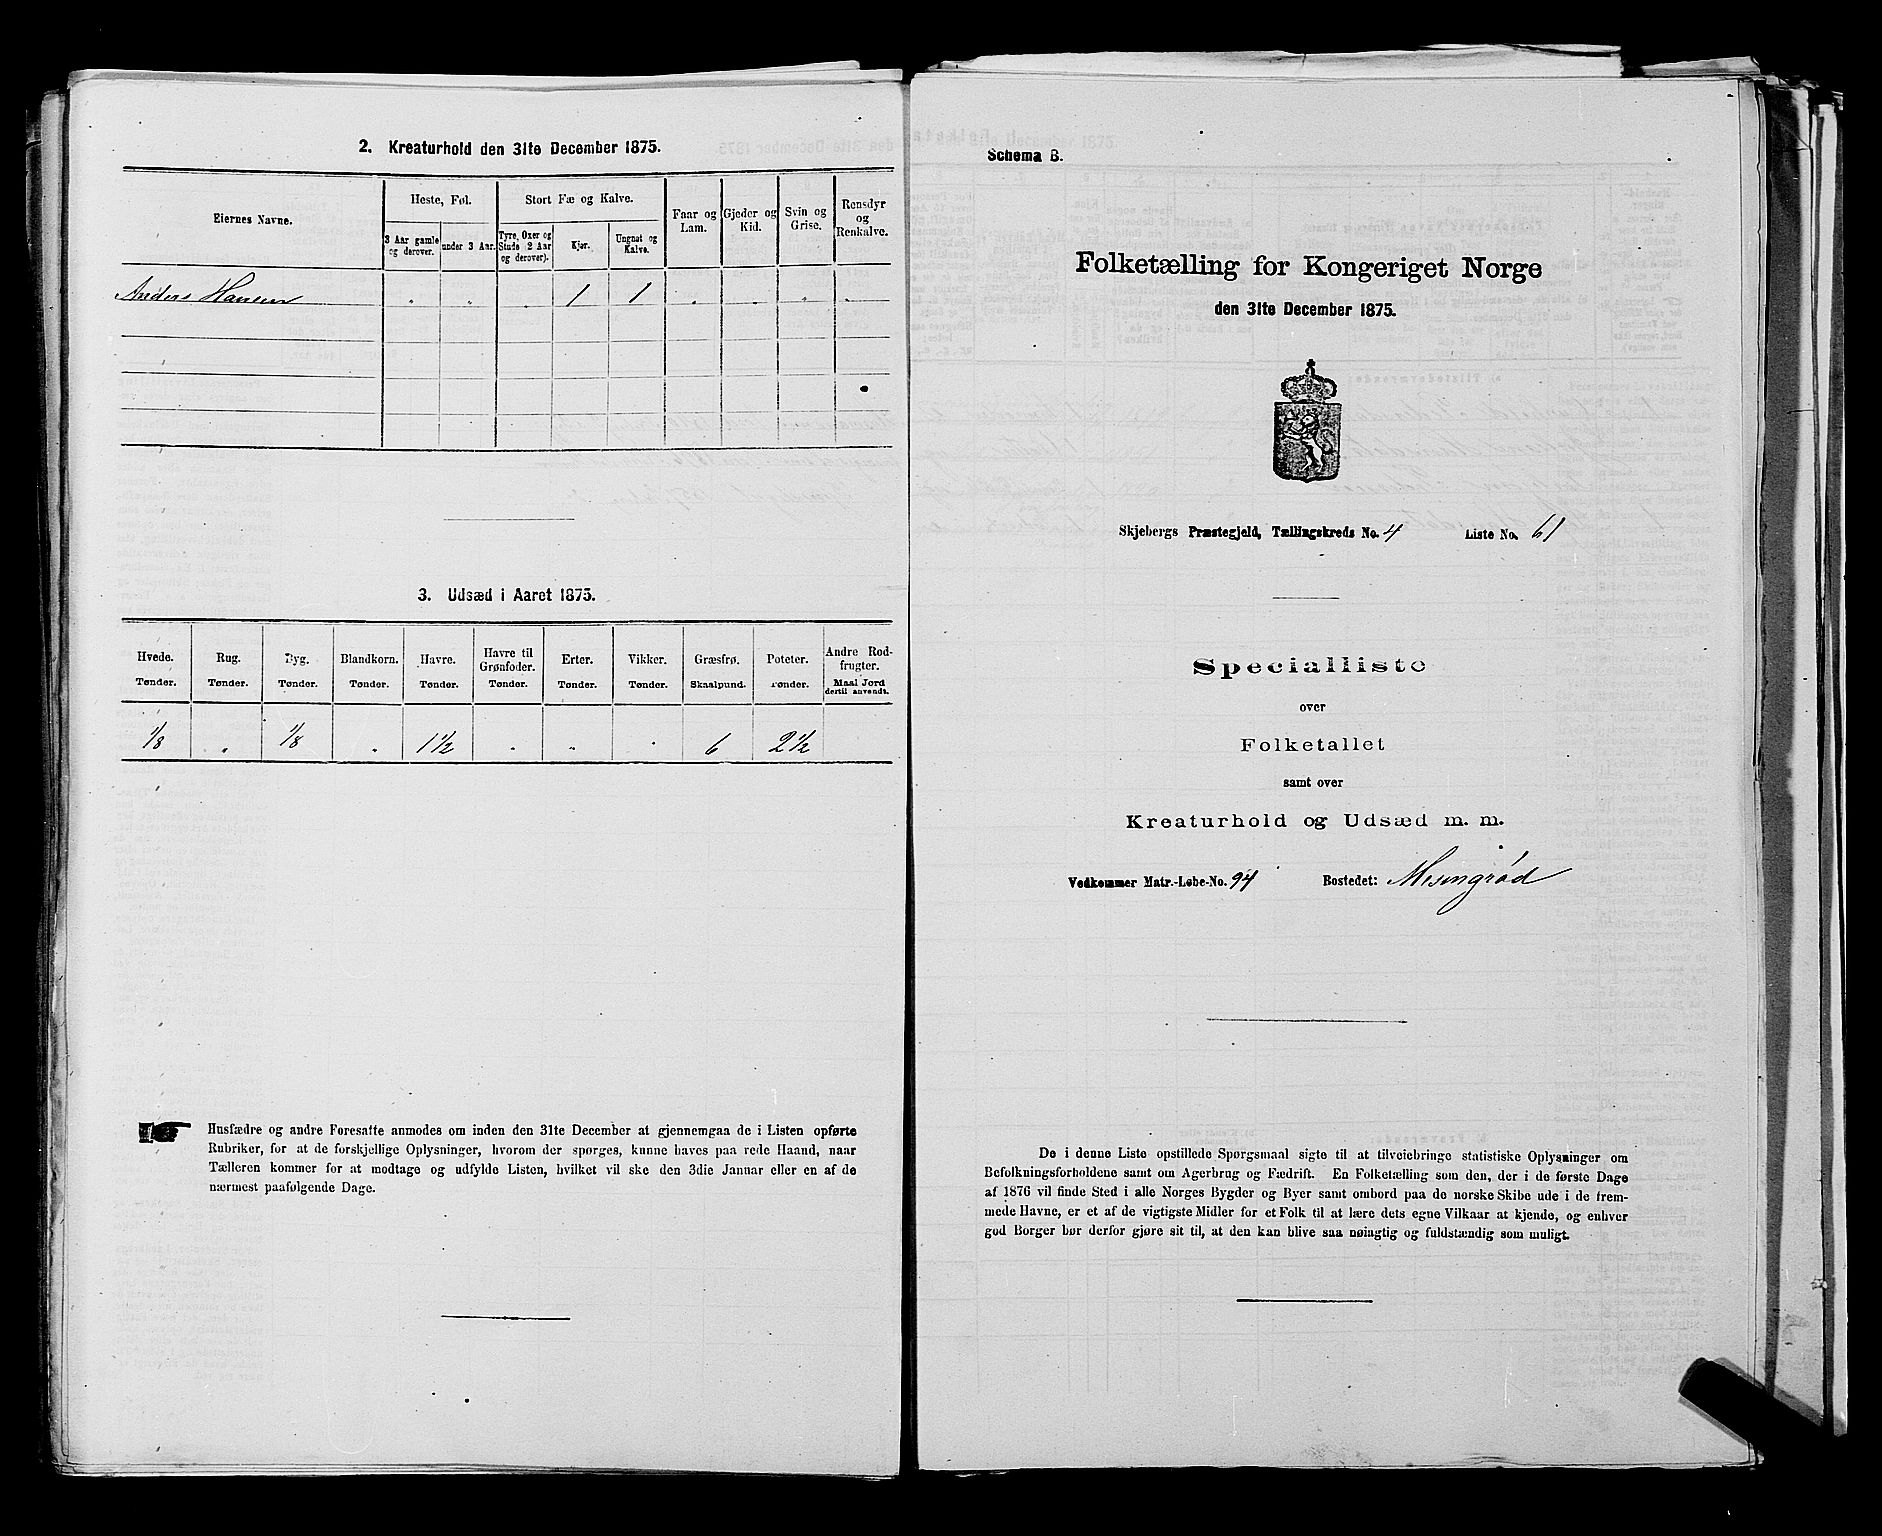 2. Kreaturhold den 31te December 1875.
Eiernes Navne.
Heste, Føl.
3 Aar gamle og derover.
under 3 Aar.
Stort Fæ og Kalve.
Tyre, Oxer og Stude (2 Aar og derover).
Kjør.
Ungnøt og Kalve.
Faar og Lam.
Gjeder og Kid.
Svin og Grise.
Rensdyr og Renkalve.
Anders Hansen " " " 1 1 " " " "
3. Udsæd i Aaret 1875.
Hvede. Rug. Byg. Blandkorn. Havre. Havre til Grønfoder. Erter. Vikker. Græsfrø. Poteter. Andre Rodfrugter.
Tønder. Tønder. Tønder. Tønder. Tønder. Tønder. Tønder. Tønder. Skaalpund. Tønder. Maal Jord dertil anvendt.
1/8 " 1/8 " 1 1/2 " " " 6 2 1/2
Husfædre og andre Foresatte anmodes om inden den 31te December at gjennemgaa de i Listen opførte
Rubriker, for at de forskjellige Oplysninger, hvorom der spørges, kunne haves paa rede Haand, naar
Tælleren kommer for at modtage og udfylde Listen, hvilket vil ske den 3die Januar eller en af de
nærmest paafølgende Dage.
Schema B.
Folketælling for Kongeriget Norge
den 31te December 1875.
Skjebergs Præstegjeld, Tællingskreds No. 4 Liste No. 61
Specialliste
over
Folketallet
samt over
Kreaturhold og Udsæd m. m.
Vedkommer Matr.-Løbe-No. 94 Bostedet: Mesingrød
De i denne Liste opstillede Spørgsmaal sigte til at tilveiebringe statistiske Oplysninger om
Befolkningsforholdene samt om Agerbrug og Fædrift. En Folketælling som den, der i de første Dage
af 1876 vil finde Sted i alle Norges Bygder og Byer samt ombord paa de norske Skibe ude i de frem-
mede Havne, er et af de vigtigste Midler for et Folk til at lære dets egne Vilkaar at kjende, og enhver
god Borger bør derfor gjøre sit til, at den kan blive saa nøiagtig og fuldstændig som muligt.